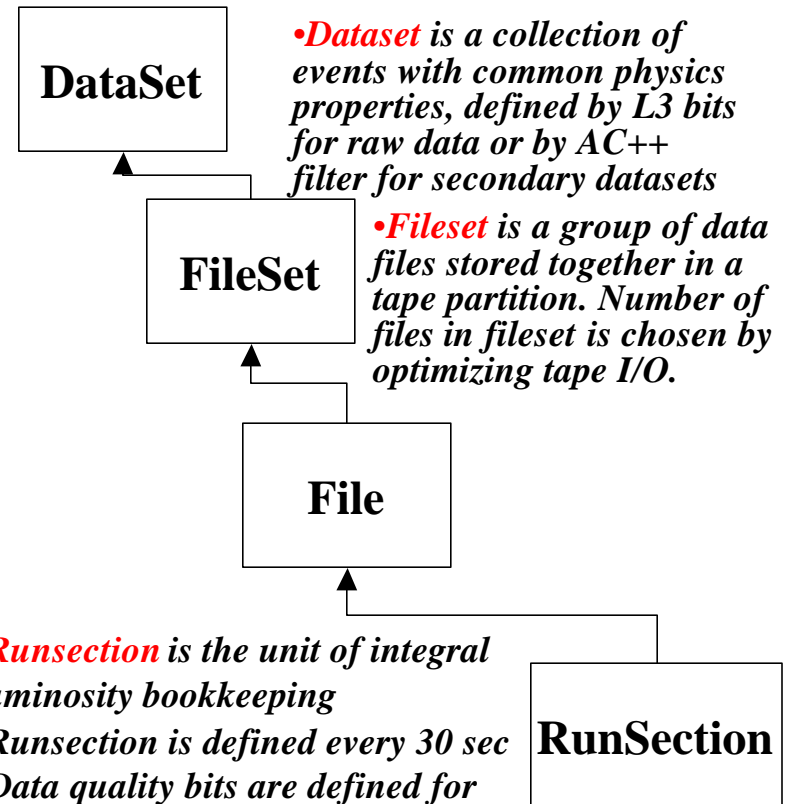 DataSet
•Dataset is a collection of
events with common physics
properties, defined by L3 bits
for raw data or by AC++
filter for secondary datasets
FileSet
•Fileset is a group of data
files stored together in a
tape partition. Number of
files in fileset is chosen by
optimizing tape I/O.
File
Runsection is the unit of integral
uminosity bookkeeping
Runsection is defined every 30 sec
Data quality bits are defined for
RunSection